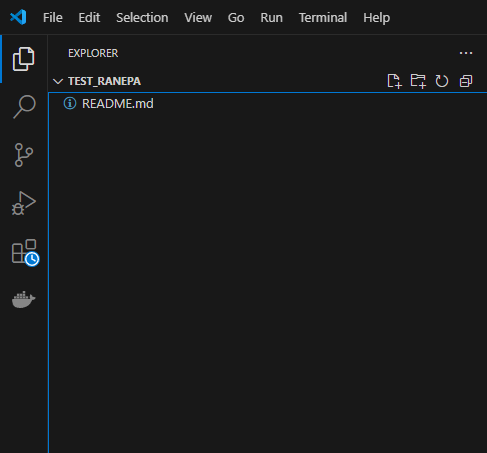 File Edit Selection View Go Run Terminal Help
EXPLORER
TEST_RANEPA
README.md